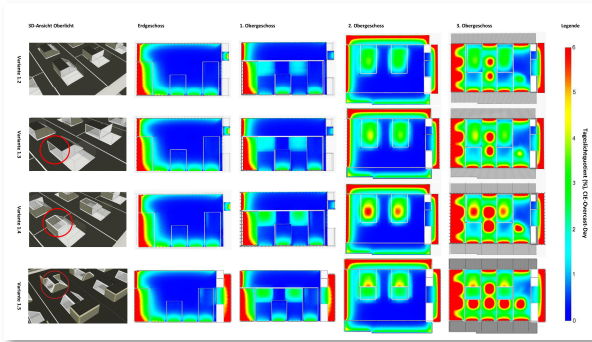 3D-Ansicht Oberlicht
Erdgeschoss
1. Obergeschoss
2. Obergeschoss
3. Obergeschoss
Legende
Variante 1.2
Variante 1.3
Variante 1.4
Variante 1.5
6
5
4
3
2
1
0
Tageslichtquotient (%), CIE-Overcast-Day